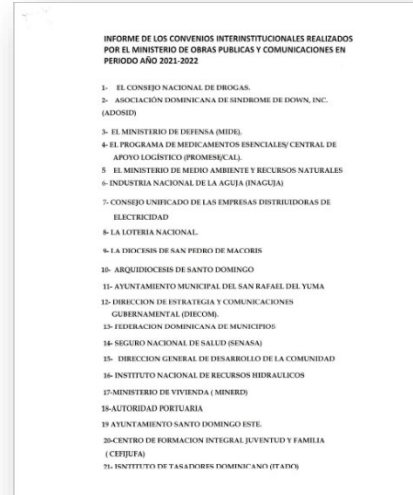 INFORME DE LOS CONVENIOS INTERINSTITUCIONALES REALIZADOS
POR EL MINISTERIO DE OBRAS PUBLICAS Y COMUNICACIONES EN
PERIODO AÑO 2021-2022
1- EL CONSEJO NACIONAL DE DROGAS.
2- ASOCIACIÓN DOMINICANA DE SINDROME DE DOWN, INC.
(ADOSID)
3- EL MINISTERIO DE DEFENSA (MIDE).
4- EL PROGRAMA DE MEDICAMENTOS ESENCIALES/ CENTRAL DE
APOYO LOGÍSTICO (PROMESE/CAL).
5 EL MINISTERIO DE MEDIO AMBIENTE Y RECURSOS NATURALES
6- INDUSTRIA NACIONAL DE LA AGUJA (INAGUJA)
7- CONSEJO UNIFICADO DE LAS EMPRESAS DISTRIUIDORAS DE
ELECTRICIDAD
8- LA LOTERIA NACIONAL.
9- LA DIOCESIS DE SAN PEDRO DE MACORIS
10- ARQUIDIOCESIS DE SANTO DOMINGO
11- AYUNTAMIENTO MUNICIPAL DEL SAN RAFAEL DEL YUMA
12- DIRECCION DE ESTRATEGIA Y COMUNICACIONES
GUBERNAMENTAL (DIECOM).
13- FEDERACION DOMINICANA DE MUNICIPIOS
14- SEGURO NACIONAL DE SALUD (SENASA)
15- DIRECCION GENERAL DE DESARROLLO DE LA COMUNIDAD
16- INSTITUTO NACIONAL DE RECURSOS HIDRAULICOS
17-MINISTERIO DE VIVIENDA ( MINERD)
18-AUTORIDAD PORTUARIA
19 AYUNTAMIENTO SANTO DOMINGO ESTE.
20-CENTRO DE FORMACION INTEGRAL JUVENTUD Y FAMILIA
( CEFIJUFA)
21- ISNTITUTO DE TASADORES DOMINICANO (ITADO)